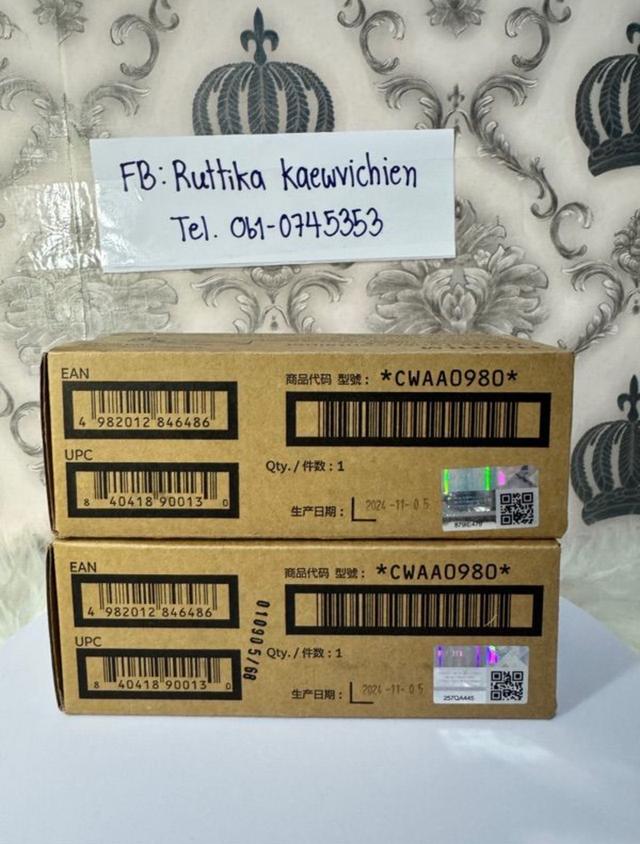 FB: Ruttika Kaewvichien
Tel. 061-0745353
EAN
4 982012 846486
UPC
8 40418 90013 0
商品代码 型號： *CWAA0980*
Qty. / 件数：1
生产日期： 2024-11-05
EAN
4 982012 846486
UPC
8 40418 90013 0
010905/68
商品代码 型號： *CWAA0980*
Qty. / 件数：1
生产日期： 2024-11-05
257QA445